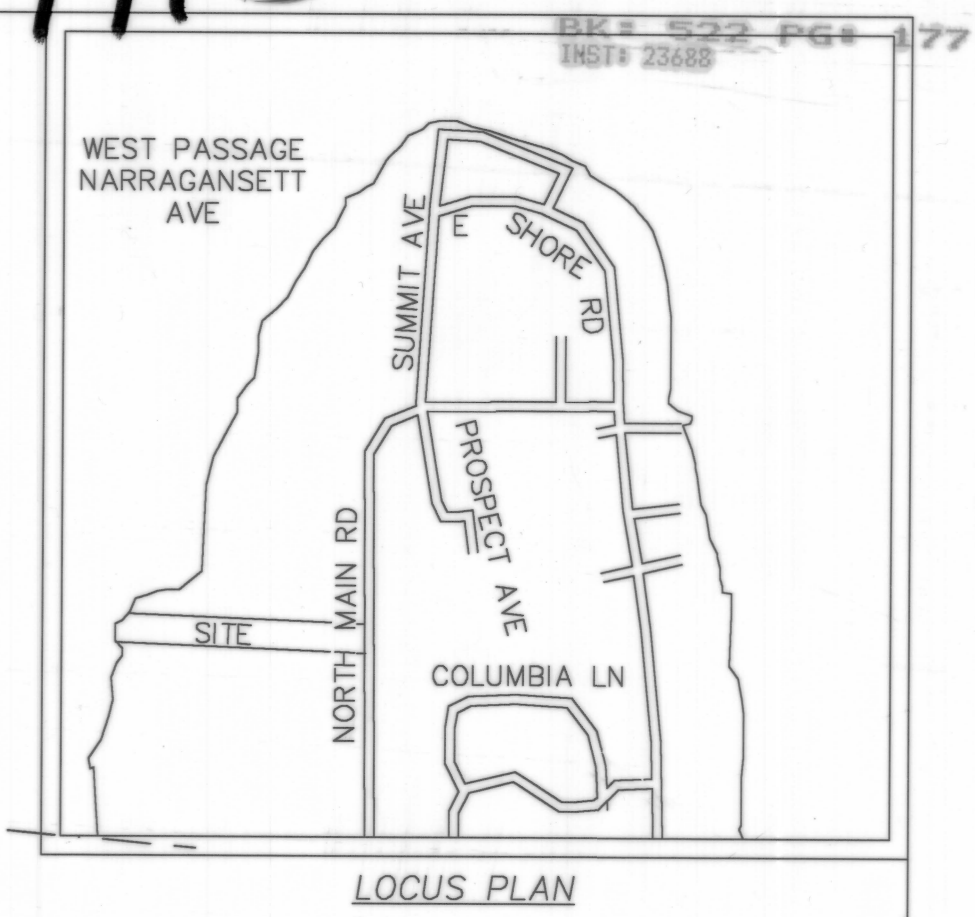 BK: 522 PG: 177
INST: 23688
WEST PASSAGE
NARRAGANSETT
AVE
SUMMIT AVE
E SHORE RD
PROSPECT AVE
NORTH MAIN RD
SITE
COLUMBIA LN
LOCUS PLAN